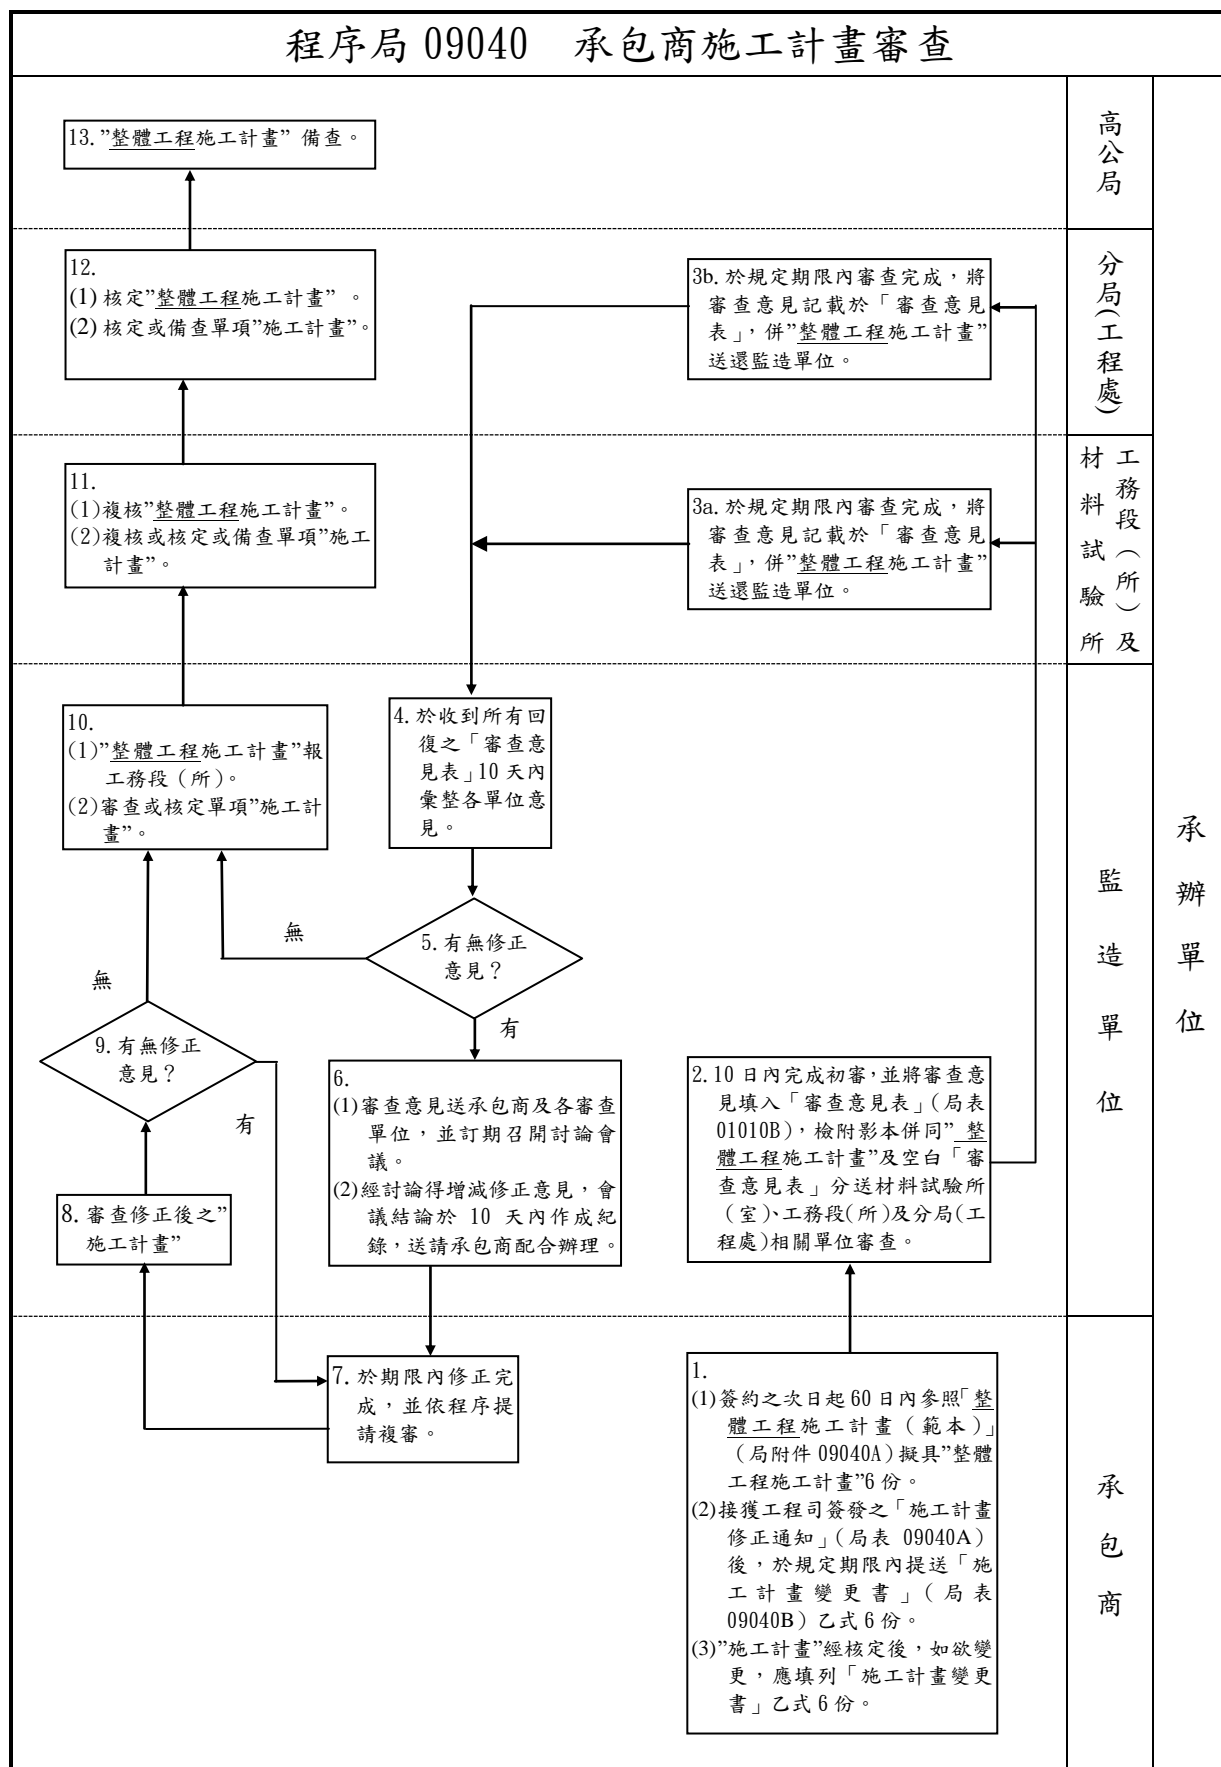 程序局 09040　承包商施工計畫審查
13.”整體工程施工計畫” 備查。
高公局
12.
(1) 核定”整體工程施工計畫” 。
(2) 核定或備查單項”施工計畫”。
3b. 於規定期限內審查完成，將
審查意見記載於「審查意見
表」，併”整體工程施工計畫”
送還監造單位。
分局(工程處)
11.
(1)複核”整體工程施工計畫”。
(2)複核或核定或備查單項”施工
計畫”。
3a. 於規定期限內審查完成，將
審查意見記載於「審查意見
表」，併”整體工程施工計畫”
送還監造單位。
工務段（所）及
材料試驗所
10.
(1)”整體工程施工計畫”報
工務段（所）。
(2)審查或核定單項”施工計
畫”。
4. 於收到所有回
復之「審查意
見表」10 天內
彙整各單位意
見。
5. 有無修正
意見？
無
有
9. 有無修正
意見？
無
有
6.
(1)審查意見送承包商及各審查
單位，並訂期召開討論會
議。
(2)經討論得增減修正意見，會
議結論於 10 天內作成紀
錄，送請承包商配合辦理。
2. 10 日內完成初審，並將審查意
見填入「審查意見表」（局表
01010B），檢附影本併同” 整
體工程施工計畫”及空白「審
查意見表」分送材料試驗所
（室）、工務段(所)及分局(工
程處)相關單位審查。
8. 審查修正後之”
施工計畫”
監造單位
承辦單位
7. 於期限內修正完
成，並依程序提
請複審。
1.
(1)簽約之次日起 60 日內參照「整
體工程施工計畫（範本）」
（局附件 09040A）擬具”整體
工程施工計畫”6 份。
(2)接獲工程司簽發之「施工計畫
修正通知」（局表 09040A）
後，於規定期限內提送「施
工計畫變更書」（局表
09040B）乙式 6 份。
(3)”施工計畫”經核定後，如欲變
更，應填列「施工計畫變更
書」乙式 6 份。
承包商